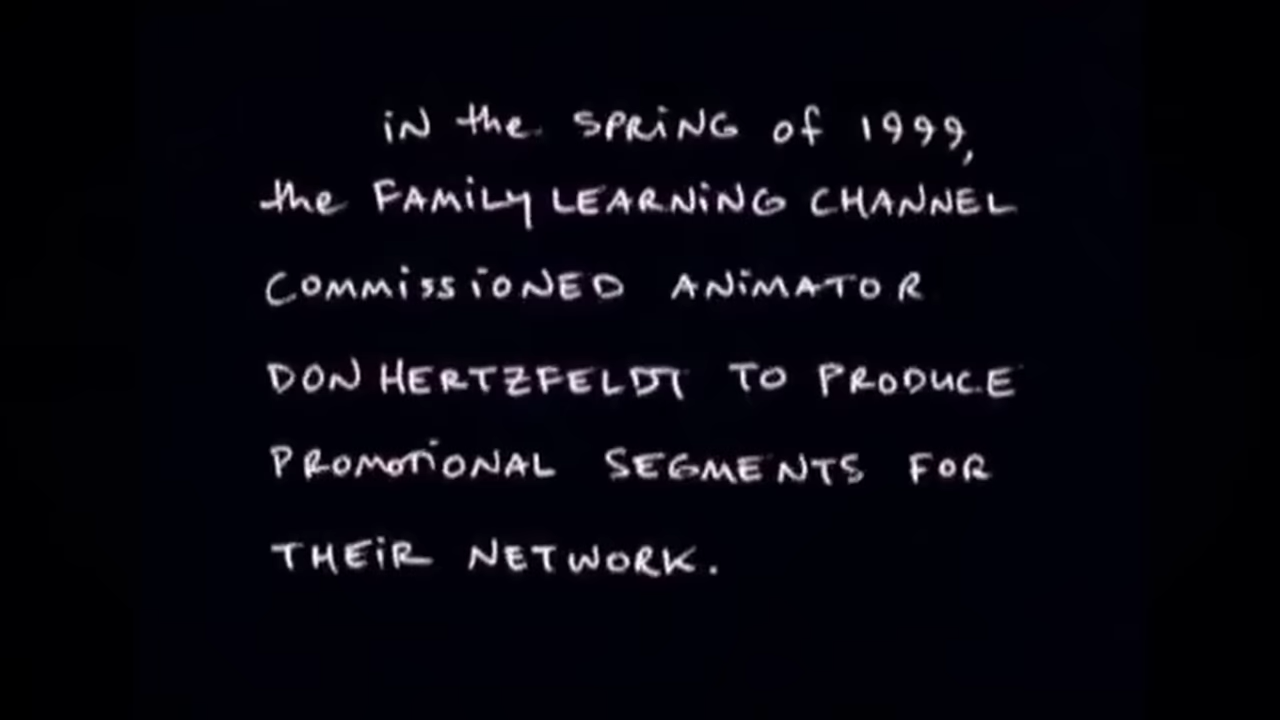 in the SPRiNG of 1999,
the FAMiLy LEARNiNG CHANNEL
COMMiSSiONED ANiMATOR
DON HERTZFELDT TO PRODUCE
PROMOTiONAL SEGMENTS FOR
THEiR NETWORK.